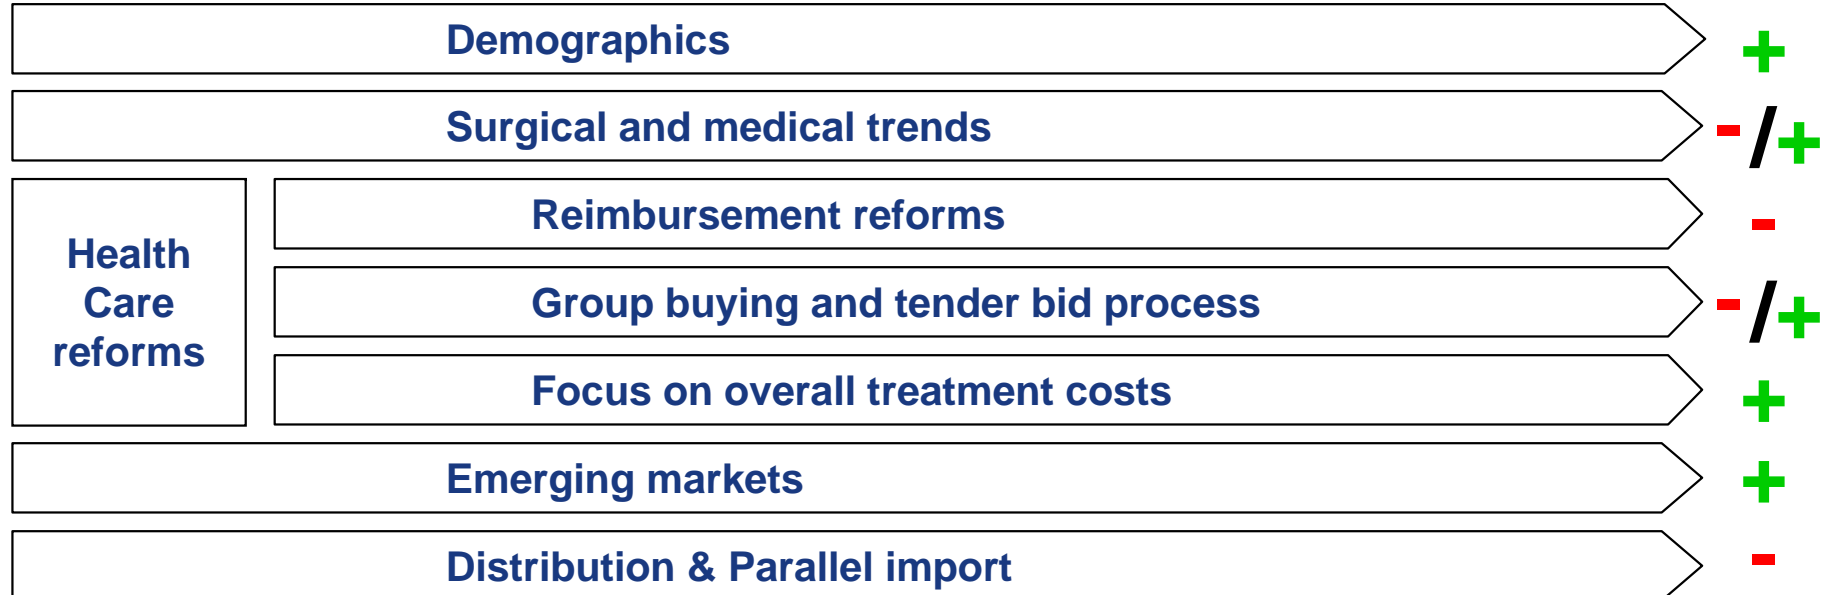 Demographics
+
Surgical and medical trends
-/+
Health
Care
reforms
Reimbursement reforms
-
Group buying and tender bid process
-/+
Focus on overall treatment costs
+
Emerging markets
+
Distribution & Parallel import
-